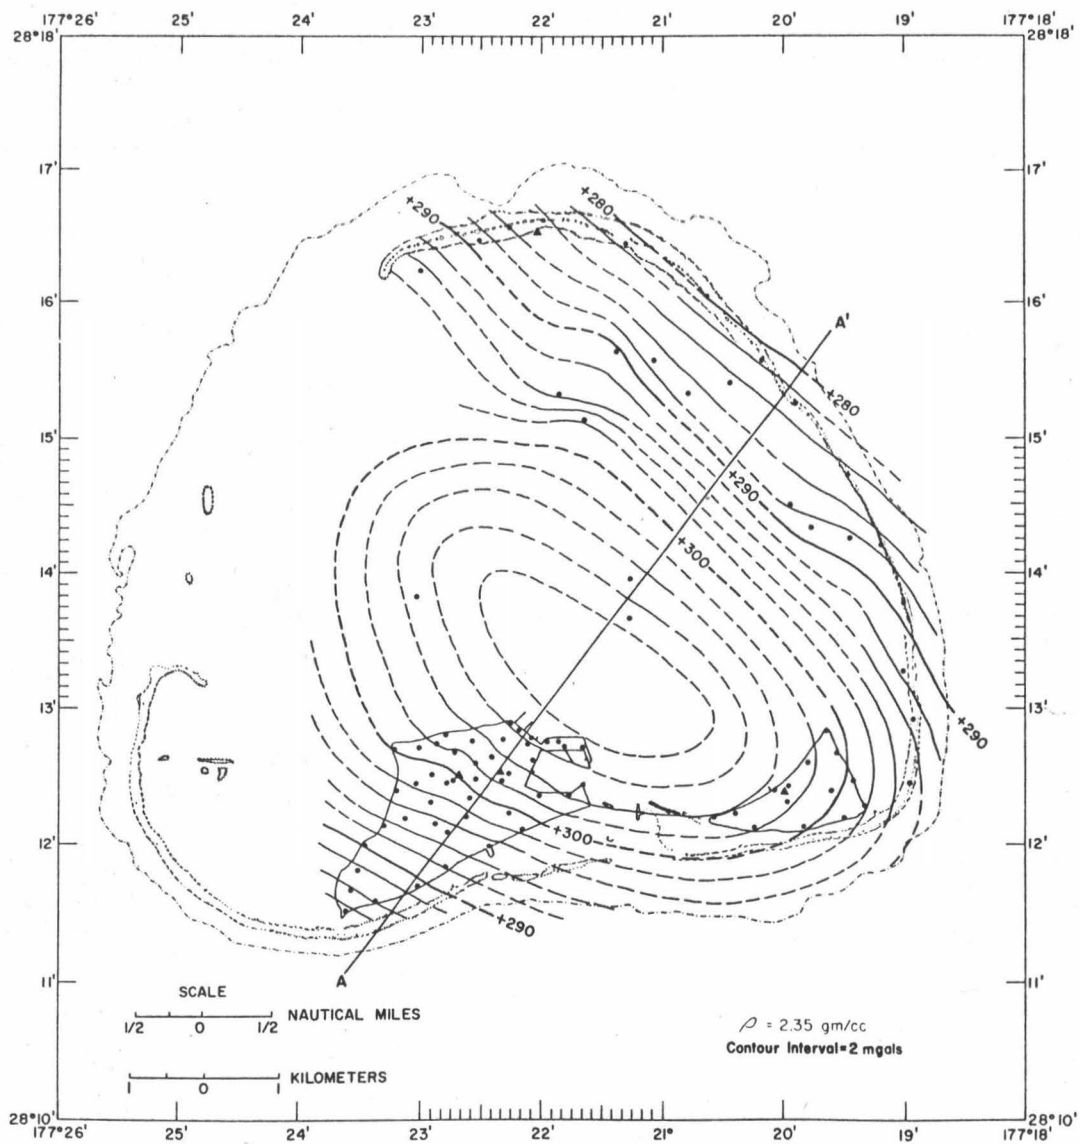 177°26' 25' 24' 23' 22' 21' 20' 19' 177°18'
28°18' 28°18'
17' 17'
+290 +280
16' 16'
A'
+280
15' 15'
+290
+300
14' 14'
13' 13'
+290
+300
12' 12'
+290
A
11' 11'
SCALE
NAUTICAL MILES
1/2 0 1/2
ρ = 2.35 gm/cc
Contour Interval=2 mgals
KILOMETERS
1 0 1
28°10' 28°10'
177°26' 25' 24' 23' 22' 21' 20' 19' 177°18'